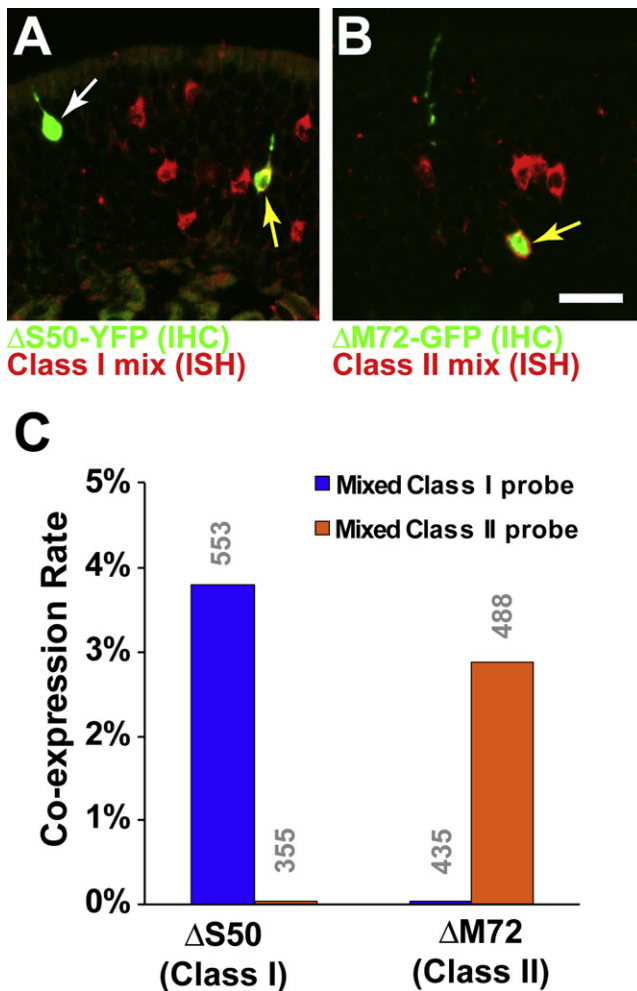 A
B
ΔS50-YFP (IHC)
Class I mix (ISH)
ΔM72-GFP (IHC)
Class II mix (ISH)
C
5%
4%
3%
2%
1%
0%
Co-expression Rate
Mixed Class I probe
Mixed Class II probe
553
355
435
488
ΔS50
(Class I)
ΔM72
(Class II)